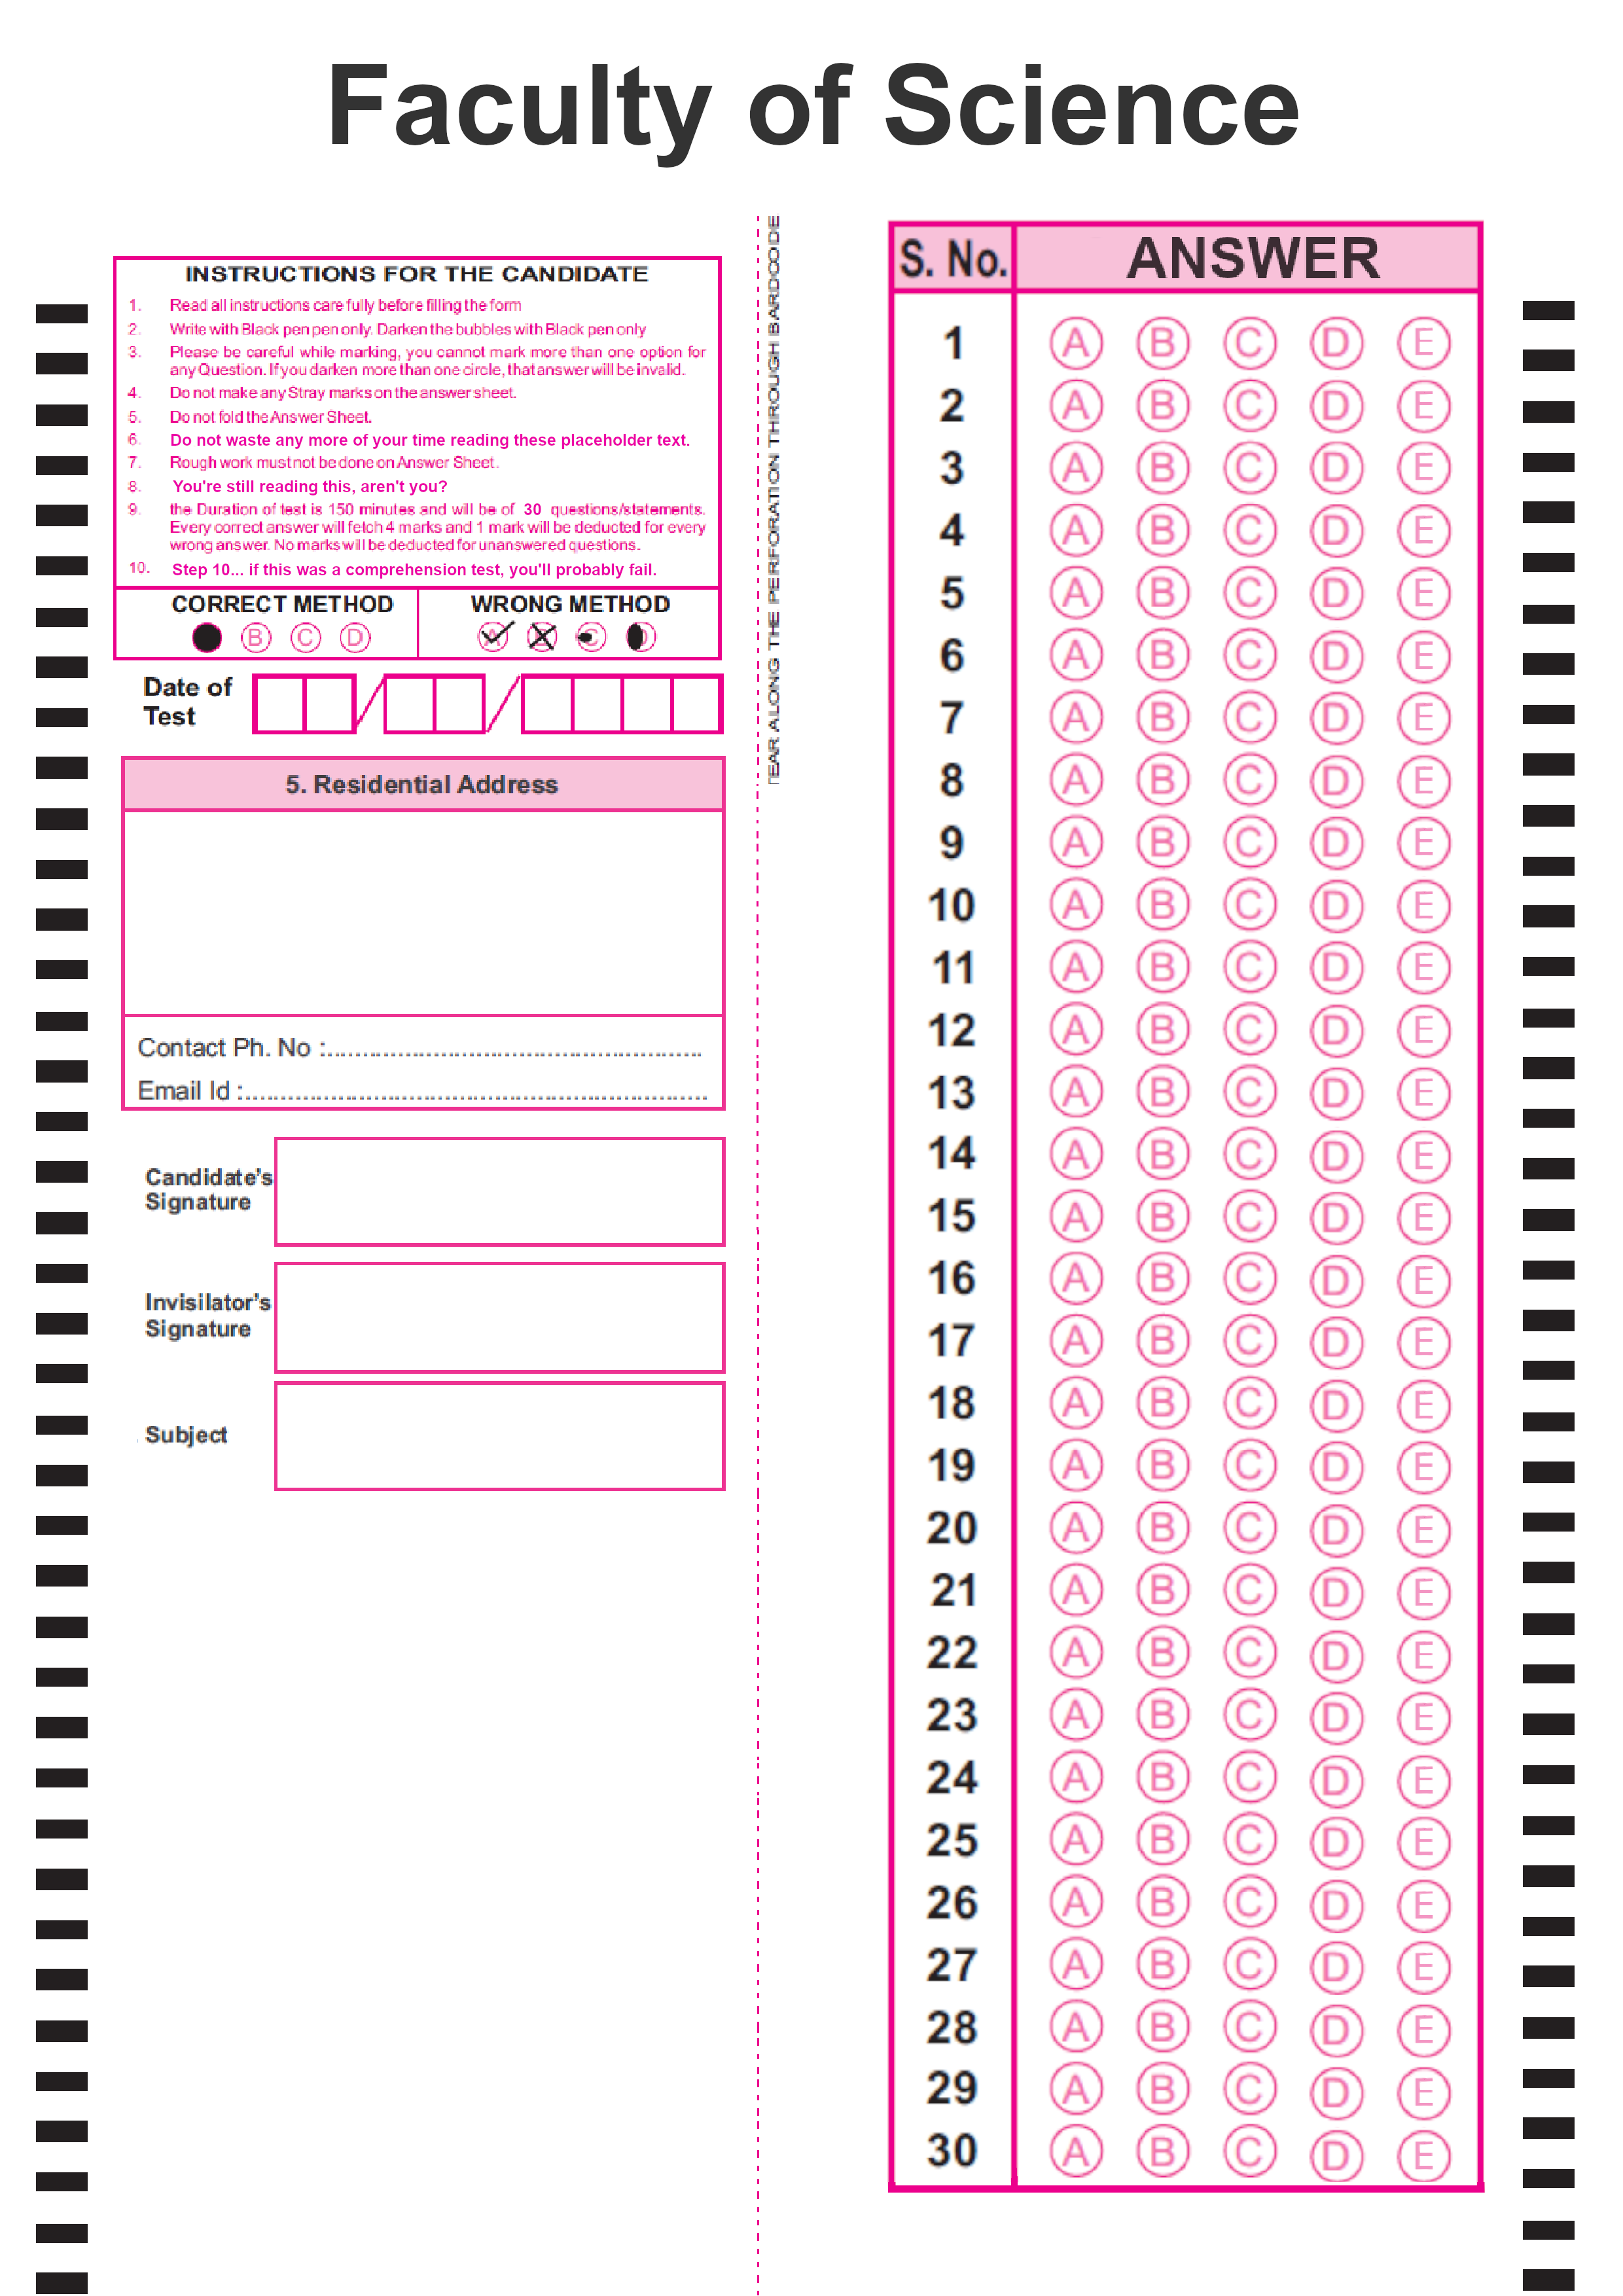 Faculty of Science
INSTRUCTIONS FOR THE CANDIDATE
1. Read all instructions care fully before filling the form
2. Write with Black pen pen only. Darken the bubbles with Black pen only
3. Please be careful while marking, you cannot mark more than one option for
any Question. If you darken more than one circle, that answer will be invalid.
4. Do not make any Stray marks on the answer sheet.
5. Do not fold the Answer Sheet.
6. Do not waste any more of your time reading these placeholder text.
7. Rough work must not be done on Answer Sheet.
8. You're still reading this, aren't you?
9. the Duration of test is 150 minutes and will be of 30 questions/statements.
Every correct answer will fetch 4 marks and 1 mark will be deducted for every
wrong answer. No marks will be deducted for unanswered questions.
10. Step 10... if this was a comprehension test, you'll probably fail.
CORRECT METHOD
B C D
WRONG METHOD
A B C D
Date of
Test
5. Residential Address
Contact Ph. No :
Email Id :
Candidate's
Signature
Invisilator's
Signature
Subject
TEAR ALONG THE PERFORATION THROUGH BARDCODE
S. No. ANSWER
1 A B C D E
2 A B C D E
3 A B C D E
4 A B C D E
5 A B C D E
6 A B C D E
7 A B C D E
8 A B C D E
9 A B C D E
10 A B C D E
11 A B C D E
12 A B C D E
13 A B C D E
14 A B C D E
15 A B C D E
16 A B C D E
17 A B C D E
18 A B C D E
19 A B C D E
20 A B C D E
21 A B C D E
22 A B C D E
23 A B C D E
24 A B C D E
25 A B C D E
26 A B C D E
27 A B C D E
28 A B C D E
29 A B C D E
30 A B C D E